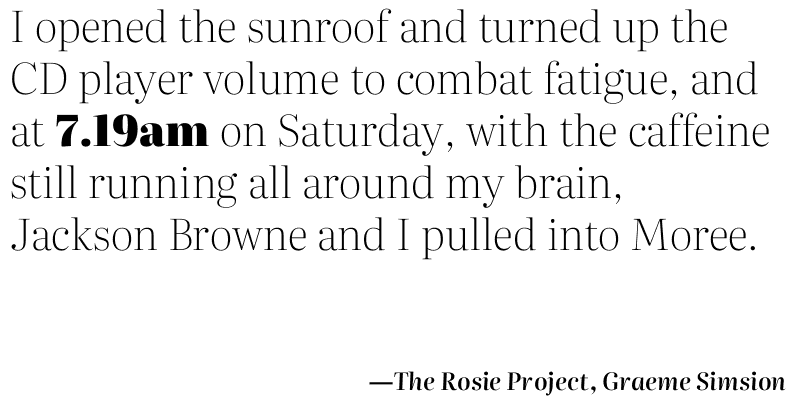 I opened the sunroof and turned up the
CD player volume to combat fatigue, and
at 7.19am on Saturday, with the caffeine
still running all around my brain,
Jackson Browne and I pulled into Moree.
—The Rosie Project, Graeme Simsion